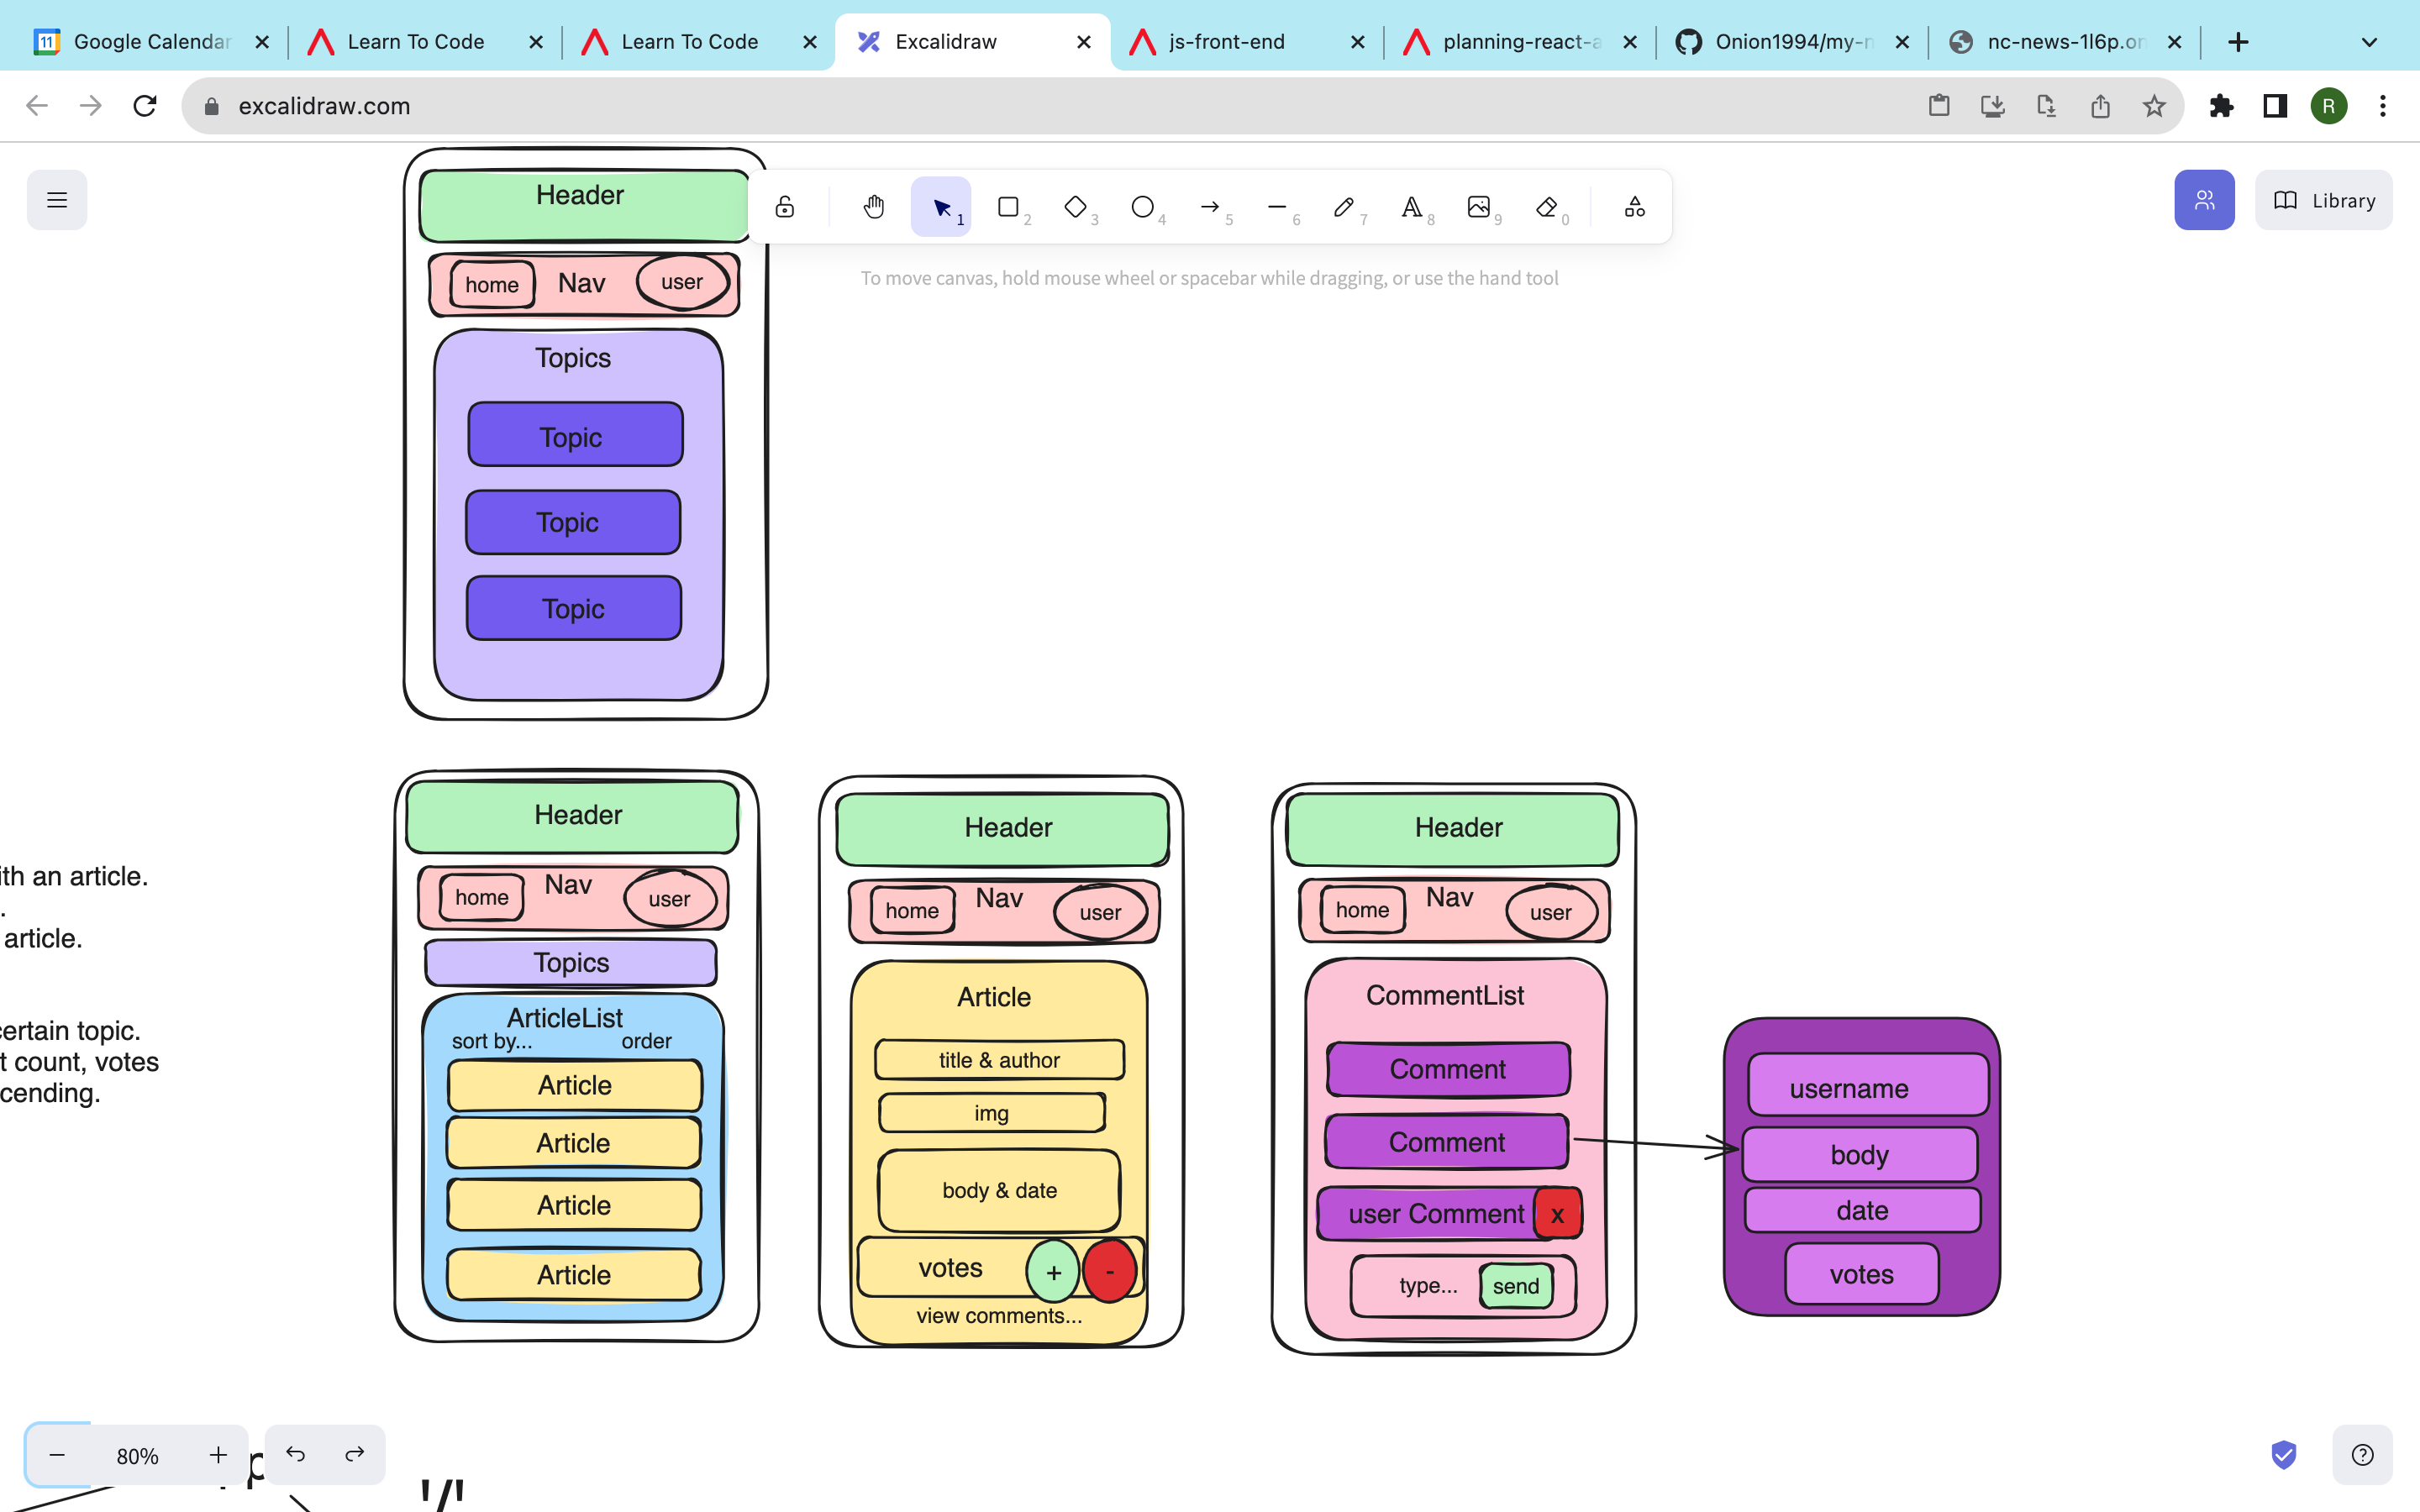 11 Google Calendar
Learn To Code
Learn To Code
Excalidraw
js-front-end
planning-react-a
Onion1994/my-n
nc-news-1l6p.on
excalidraw.com
R
1
2
3
4
5
6
7
8
9
0
Library
To move canvas, hold mouse wheel or spacebar while dragging, or use the hand tool
Header
home Nav user
Topics
Topic
Topic
Topic
Header
home Nav user
Topics
ArticleList
sort by... order
Article
Article
Article
Article
Header
home Nav user
Article
title & author
img
body & date
votes + -
view comments...
Header
home Nav user
CommentList
Comment
Comment
user Comment x
type... send
username
body
date
votes
ith an article.
.
article.
certain topic.
t count, votes
cending.
80%
'/'